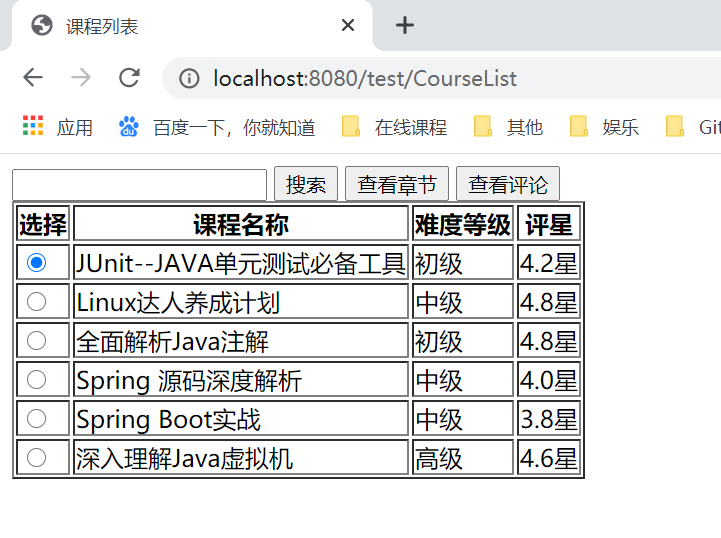 课程列表
localhost:8080/test/CourseList
应用 百度一下，你就知道 在线课程 其他 娱乐 Git
搜索 查看章节 查看评论
选择 课程名称 难度等级 评星
JUnit--JAVA单元测试必备工具 初级 4.2星
Linux达人养成计划 中级 4.8星
全面解析Java注解 初级 4.8星
Spring 源码深度解析 中级 4.0星
Spring Boot实战 中级 3.8星
深入理解Java虚拟机 高级 4.6星